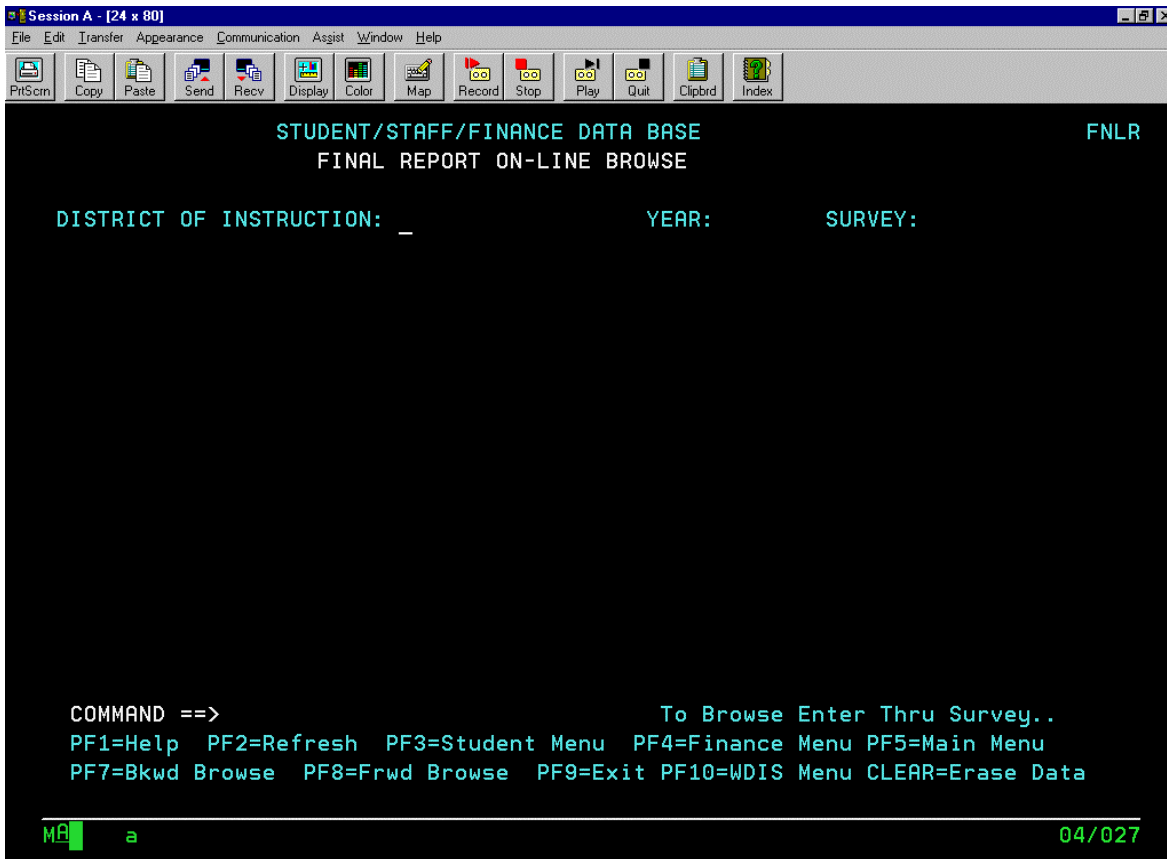 Session A - [24 x 80]
File Edit Transfer Appearance Communication Assist Window Help
PrtScrn Copy Paste Send Recv Display Color Map Record Stop Play Quit Clipbrd Index
STUDENT/STAFF/FINANCE DATA BASE FNLR
FINAL REPORT ON-LINE BROWSE
DISTRICT OF INSTRUCTION: _ YEAR: SURVEY:
COMMAND ==> To Browse Enter Thru Survey..
PF1=Help PF2=Refresh PF3=Student Menu PF4=Finance Menu PF5=Main Menu
PF7=Bkwd Browse PF8=Frwd Browse PF9=Exit PF10=WDIS Menu CLEAR=Erase Data
MA a 04/027